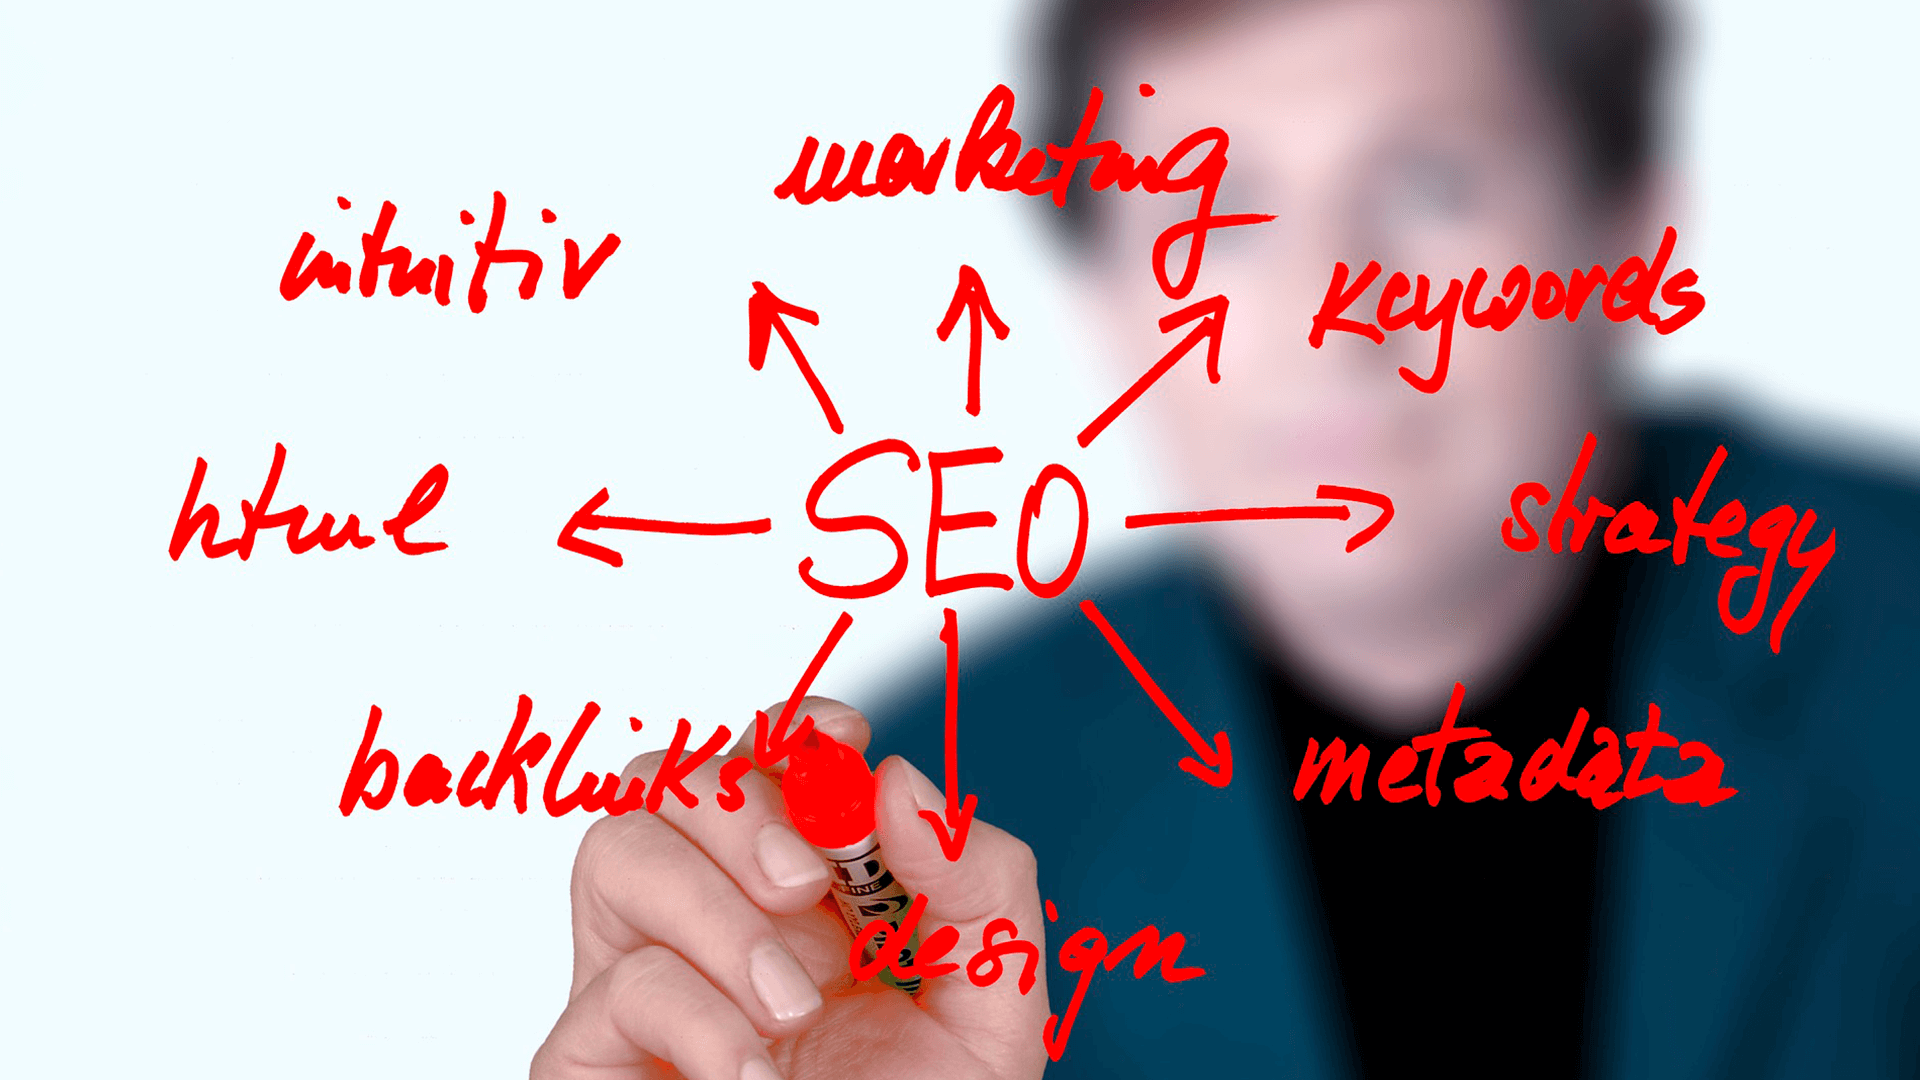 marketing
intuitiv
keywords
html
SEO
strategy
backlinks
metadata
design